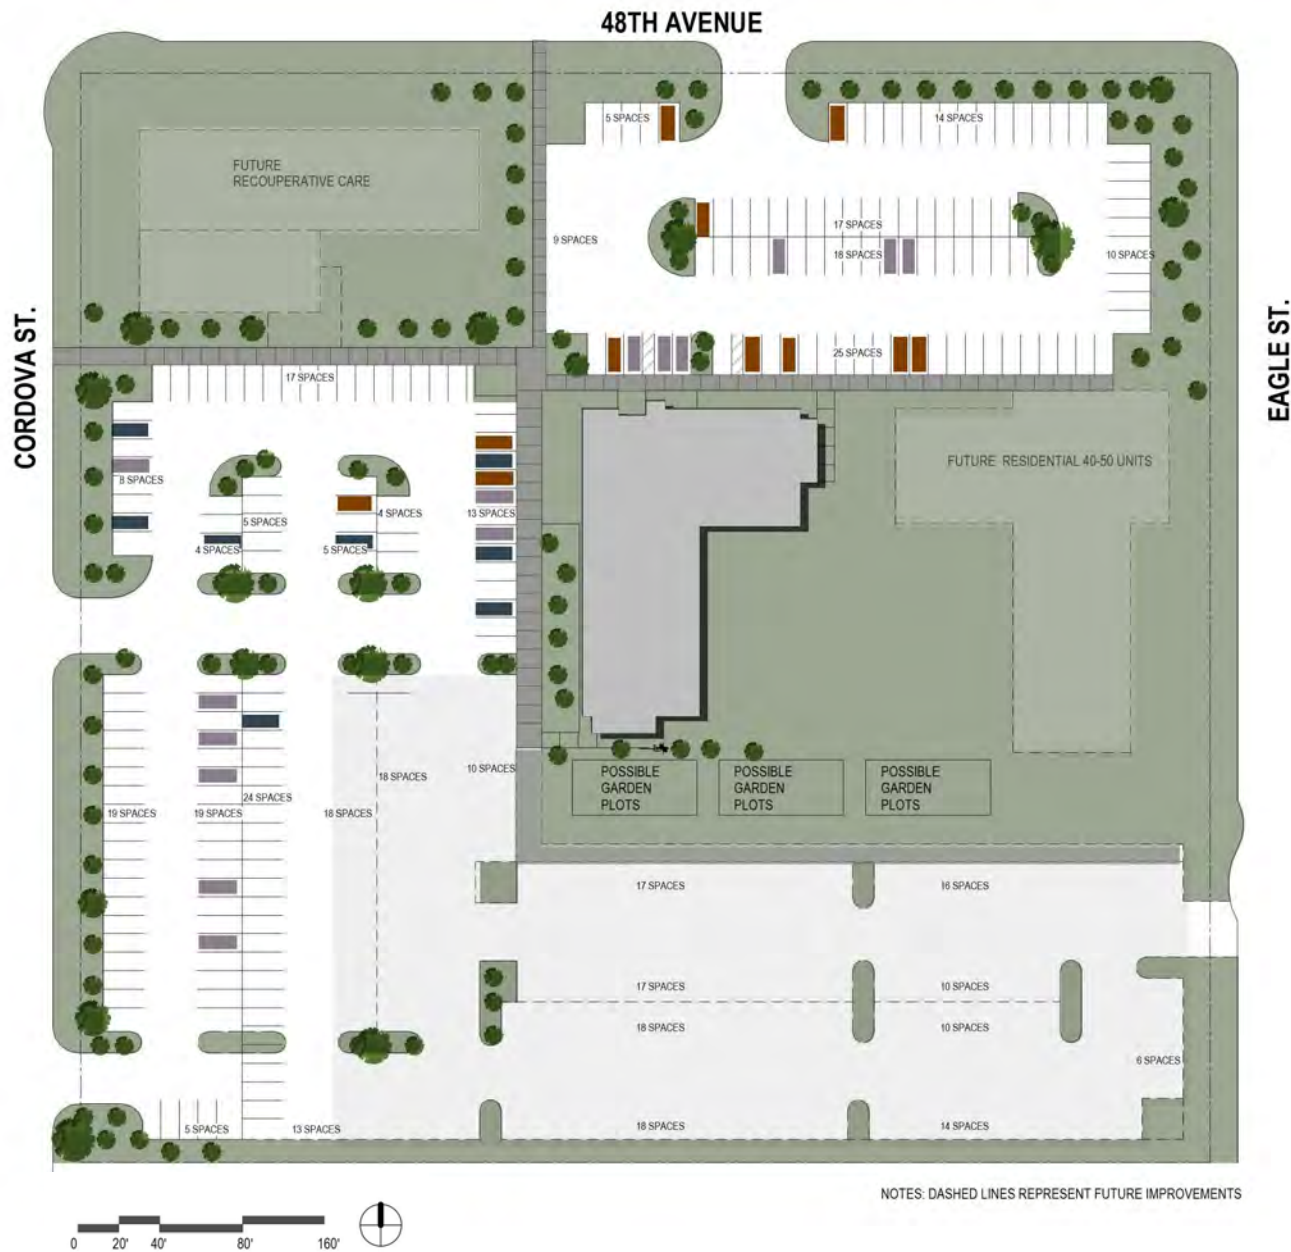 48TH AVENUE
5 SPACES
14 SPACES
FUTURE
RECOUPERATIVE CARE
17 SPACES
9 SPACES
18 SPACES
10 SPACES
CORDOVA ST.
EAGLE ST.
25 SPACES
17 SPACES
FUTURE RESIDENTIAL 40-50 UNITS
8 SPACES
5 SPACES
4 SPACES
13 SPACES
4 SPACES
5 SPACES
10 SPACES
18 SPACES
POSSIBLE
GARDEN
PLOTS
POSSIBLE
GARDEN
PLOTS
POSSIBLE
GARDEN
PLOTS
24 SPACES
19 SPACES
19 SPACES
18 SPACES
17 SPACES
16 SPACES
17 SPACES
10 SPACES
18 SPACES
10 SPACES
6 SPACES
5 SPACES
13 SPACES
18 SPACES
14 SPACES
NOTES: DASHED LINES REPRESENT FUTURE IMPROVEMENTS
0 20' 40' 80' 160'